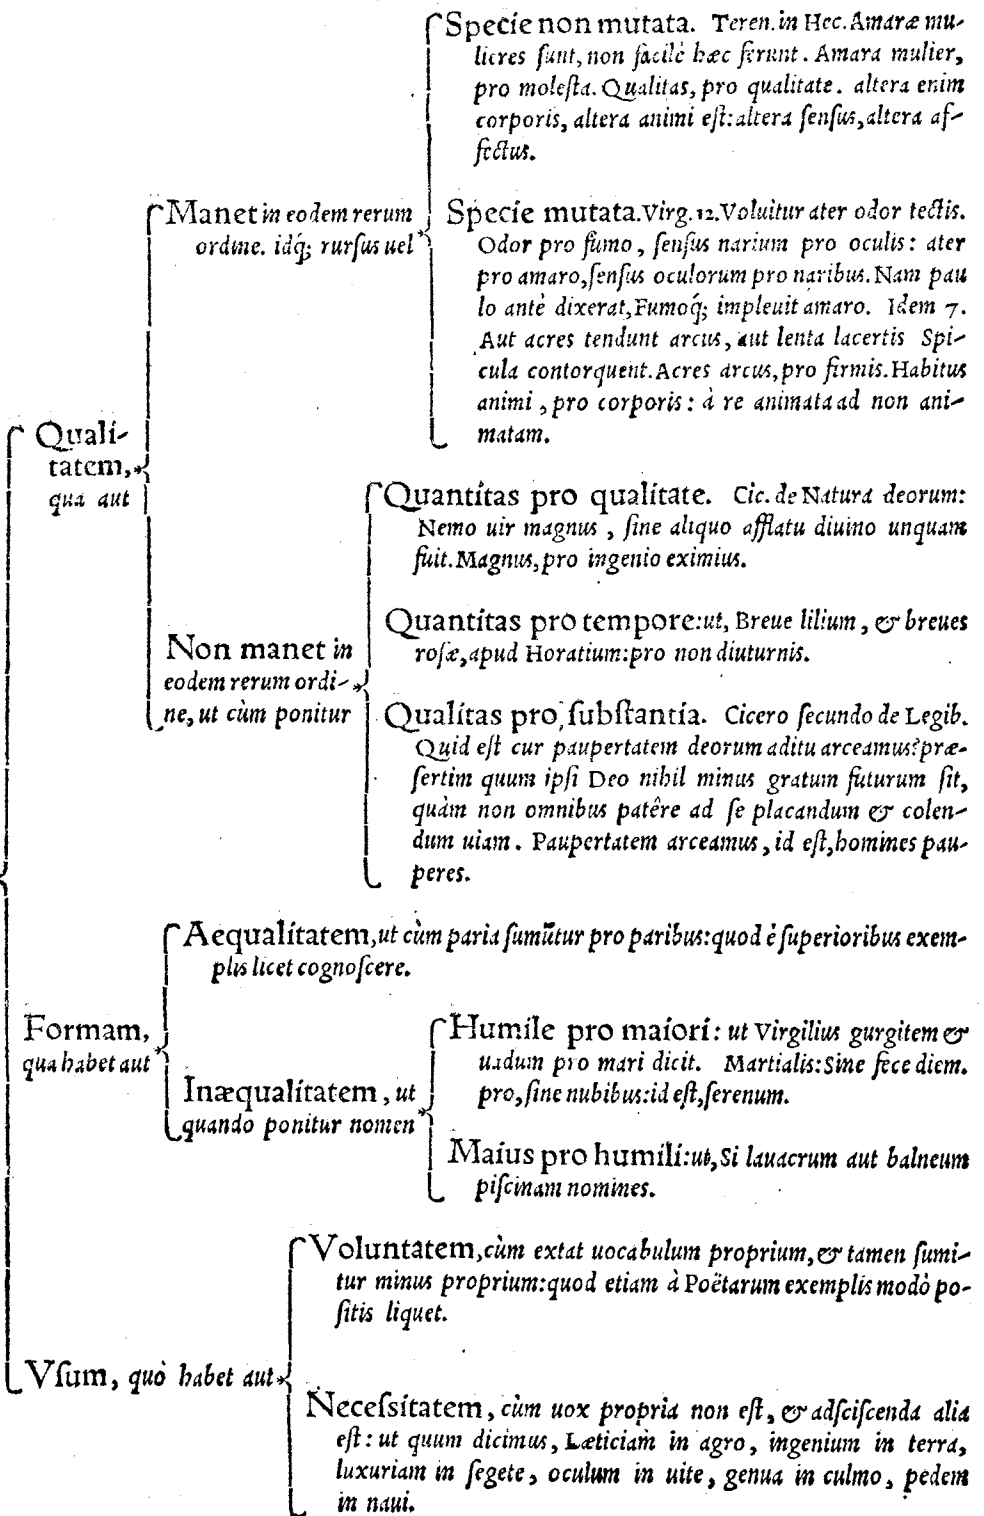 Specie non mutata. Teren. in Hec. Amaræ mu-
lieres sunt, non facilè hæc ferunt. Amara mulier,
pro molesta. Qualitas, pro qualitate. altera enim
corporis, altera animi est: altera sensus, altera af-
fectus.
Manet in eodem rerum
ordine. idq́; rursus uel
Specie mutata. Virg. 12. Voluitur ater odor tectis.
Odor pro fumo, sensus narium pro oculis: ater
pro amaro, sensus oculorum pro naribus. Nam pau
lo antè dixerat, Fumoq́; impleuit amaro. Idem 7.
Aut acres tendunt arcus, aut lenta lacertis Spi-
cula contorquent. Acres arcus, pro firmis. Habitus
animi, pro corporis: à re animata ad non ani-
matam.
Quali-
tatem,
qua aut
Quantitas pro qualitate. Cic. de Natura deorum:
Nemo uir magnus, sine aliquo afflatu diuino unquam
fuit. Magnus, pro ingenio eximius.
Quantitas pro tempore: ut, Breue lilium, & breues
rosæ, apud Horatium: pro non diuturnis.
Non manet in
eodem rerum ordi-
ne, ut cùm ponitur
Qualitas pro substantia. Cicero secundo de Legib.
Quid est cur paupertatem deorum aditu arceamus? præ-
sertim quum ipsi Deo nihil minus gratum futurum sit,
quàm non omnibus patêre ad se placandum & colen-
dum uiam. Paupertatem arceamus, id est, homines pau-
peres.
Aequalitatem, ut cùm paria sumũtur pro paribus: quod è superioribus exem-
plis licet cognoscere.
Formam,
qua habet aut
Humile pro maiori: ut Virgilius gurgitem &
uadum pro mari dicit. Martialis: Sine fece diem.
pro, sine nubibus: id est, serenum.
Inæqualitatem, ut
quando ponitur nomen
Maius pro humili: ut, Si lauacrum aut balneum
piscinam nomines.
Voluntatem, cùm extat uocabulum proprium, & tamen sumi-
tur minus proprium: quod etiam à Poëtarum exemplis modò po-
sitis liquet.
Vsum, quò habet aut
Necessitatem, cùm uox propria non est, & adsciscenda alia
est: ut quum dicimus, Læticiam in agro, ingenium in terra,
luxuriam in segete, oculum in uite, genua in culmo, pedem
in naui.